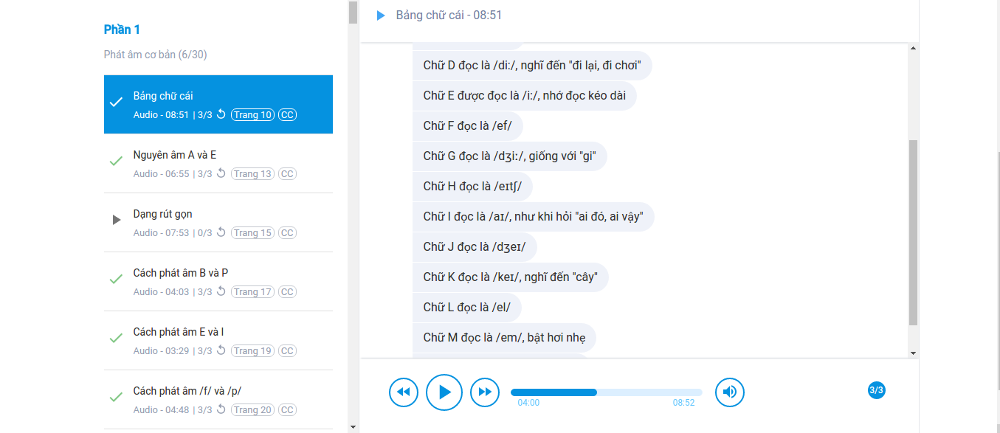 Phần 1
Phát âm cơ bản (6/30)
Bảng chữ cái
Audio - 08:51 | 3/3 Trang 10 CC
Nguyên âm A và E
Audio - 06:55 | 3/3 Trang 13 CC
Dạng rút gọn
Audio - 07:53 | 0/3 Trang 15 CC
Cách phát âm B và P
Audio - 04:03 | 3/3 Trang 17 CC
Cách phát âm E và I
Audio - 03:29 | 3/3 Trang 19 CC
Cách phát âm /f/ và /p/
Audio - 04:48 | 3/3 Trang 20 CC
Bảng chữ cái - 08:51
Chữ D đọc là /di:/, nghĩ đến "đi lại, đi chơi"
Chữ E được đọc là /i:/, nhớ đọc kéo dài
Chữ F đọc là /ef/
Chữ G đọc là /dʒi:/, giống với "gi"
Chữ H đọc là /eɪtʃ/
Chữ I đọc là /aɪ/, như khi hỏi "ai đó, ai vậy"
Chữ J đọc là /dʒeɪ/
Chữ K đọc là /keɪ/, nghĩ đến "cây"
Chữ L đọc là /el/
Chữ M đọc là /em/, bật hơi nhẹ
04:00 08:52
3/3